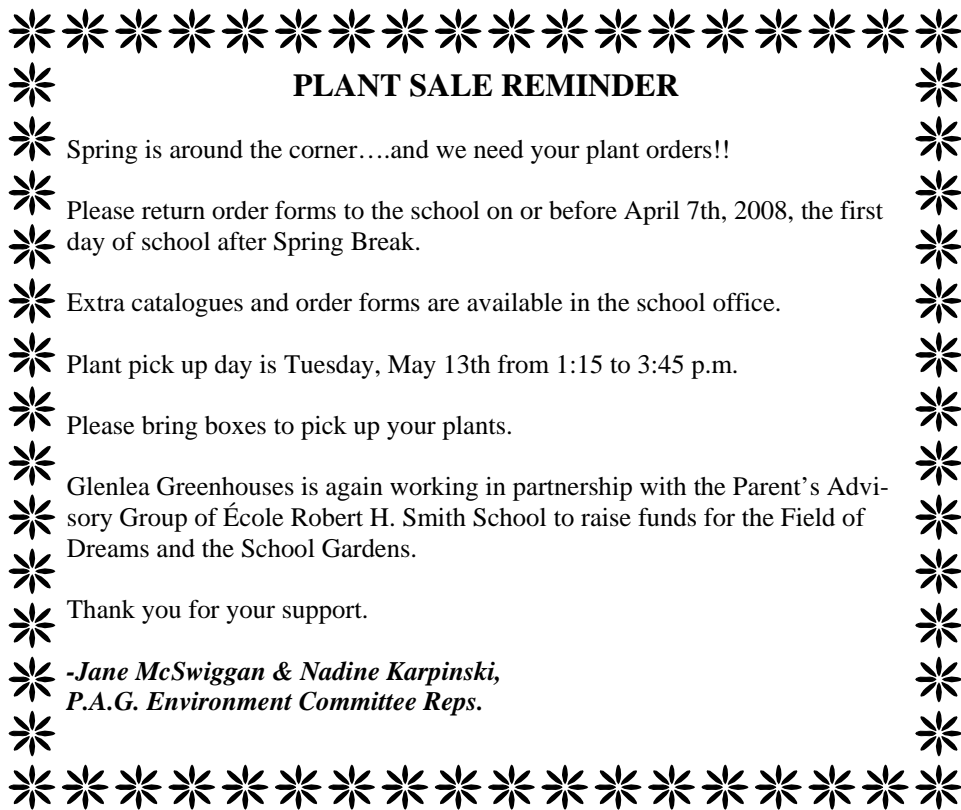 PLANT SALE REMINDER
Spring is around the corner….and we need your plant orders!!
Please return order forms to the school on or before April 7th, 2008, the first
day of school after Spring Break.
Extra catalogues and order forms are available in the school office.
Plant pick up day is Tuesday, May 13th from 1:15 to 3:45 p.m.
Please bring boxes to pick up your plants.
Glenlea Greenhouses is again working in partnership with the Parent’s Advi-
sory Group of École Robert H. Smith School to raise funds for the Field of
Dreams and the School Gardens.
Thank you for your support.
-Jane McSwiggan & Nadine Karpinski,
P.A.G. Environment Committee Reps.